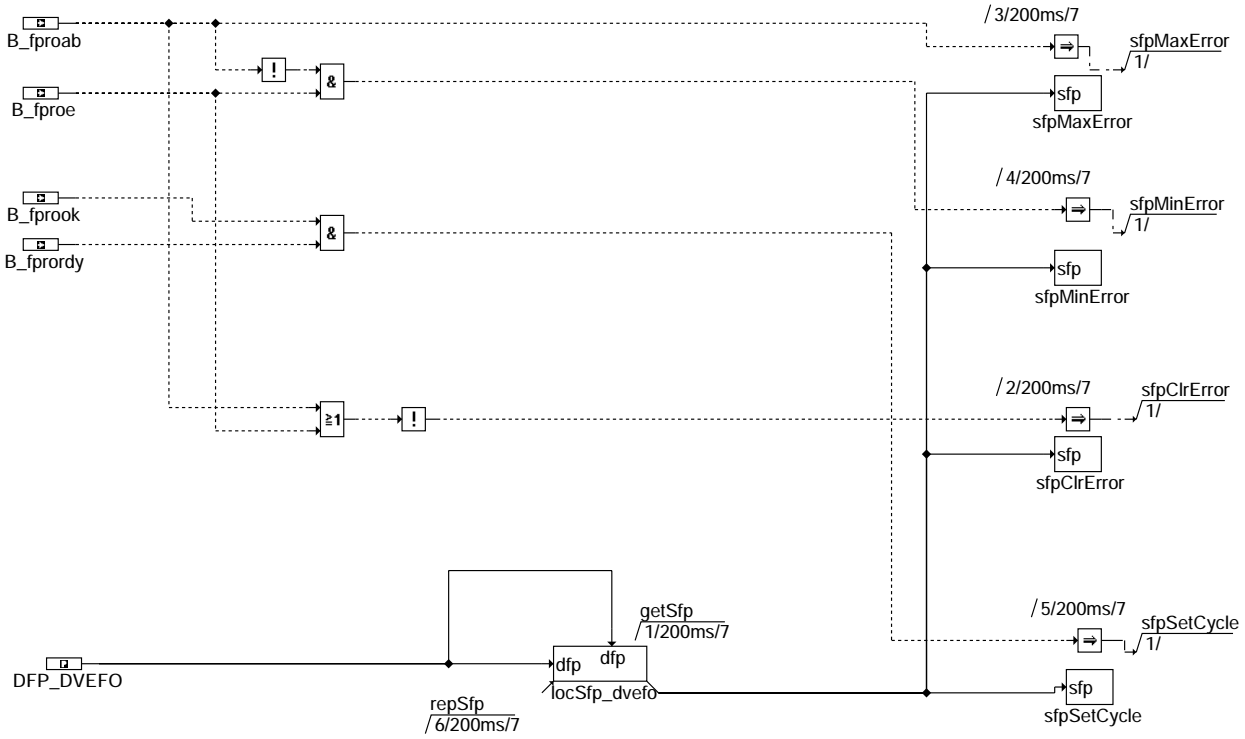 /3/200ms/7
B_fproab
⇒
sfpMaxError
1/
!
&
sfp
B_fproe
sfpMaxError
/4/200ms/7
B_fprook
⇒
sfpMinError
1/
&
B_fprordy
sfp
sfpMinError
/2/200ms/7
sfpClrError
≧1
!
⇒
1/
sfp
sfpClrError
/5/200ms/7
getSfp
/1/200ms/7
sfpSetCycle
⇒
1/
dfp
dfp
DFP_DVEFO
locSfp_dvefo
sfp
repSfp
/6/200ms/7
sfpSetCycle